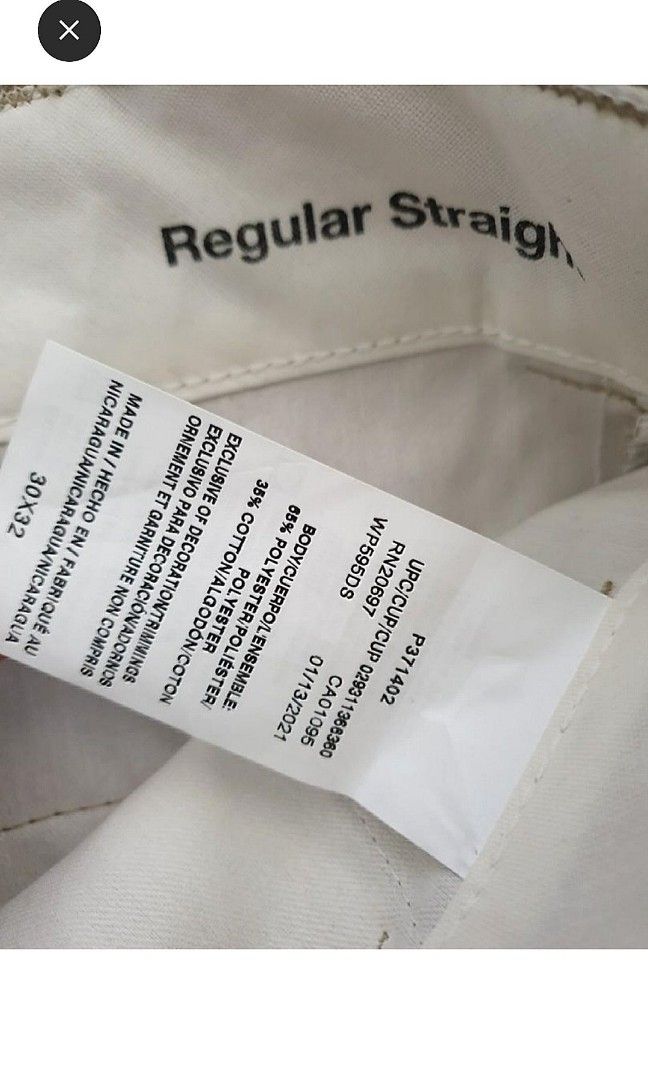 Regular Straigh
P371402
UPC/CUP/CUP 029311366360
RN20697 CA01095
WP595DS 01/13/2021
BODY/CUERPO/L'ENSEMBLE:
65% POLYESTER/POLIÉSTER/
POLYESTER
35% COTTON/ALGODÓN/COTON
EXCLUSIVE OF DECORATION/TRIMMINGS
EXCLUSIVO PARA DECORACIÓN/ADORNOS
ORNEMENT ET GARNITURE NON COMPRIS
MADE IN / HECHO EN / FABRIQUÉ AU
NICARAGUA/NICARAGUA/NICARAGUA
30X32